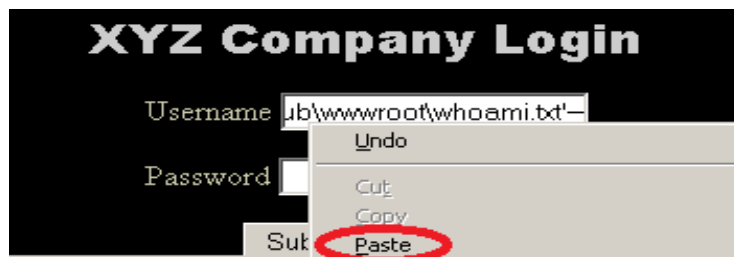 XYZ Company Login
Username ub\wwwroot\whoami.txt'--
Undo
Password
Cut
Copy
Sub Paste